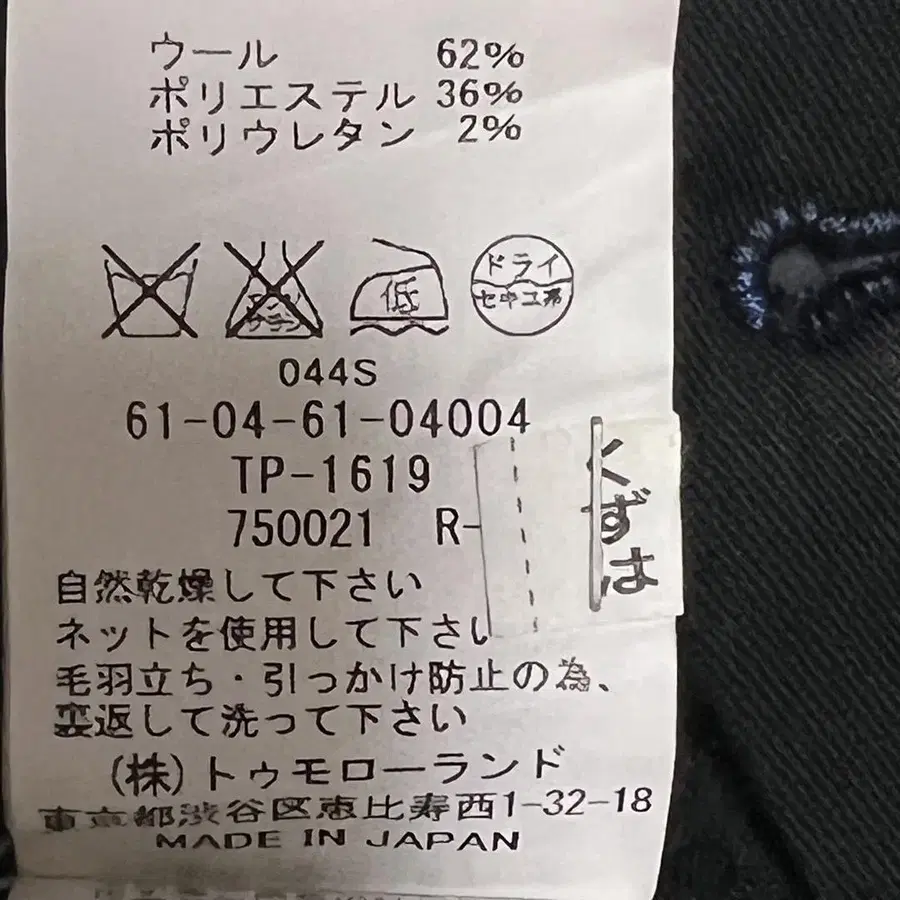 ウール 62%
ポリエステル 36%
ポリウレタン 2%
低
ドライ
セキユ系
044S
61-04-61-04004
TP-1619
750021 R-
くずは
自然乾燥して下さい
ネットを使用して下さい
毛羽立ち・引っかけ防止の為、
裏返して洗って下さい
(株)トゥモローランド
東京都渋谷区恵比寿西1-32-18
MADE IN JAPAN